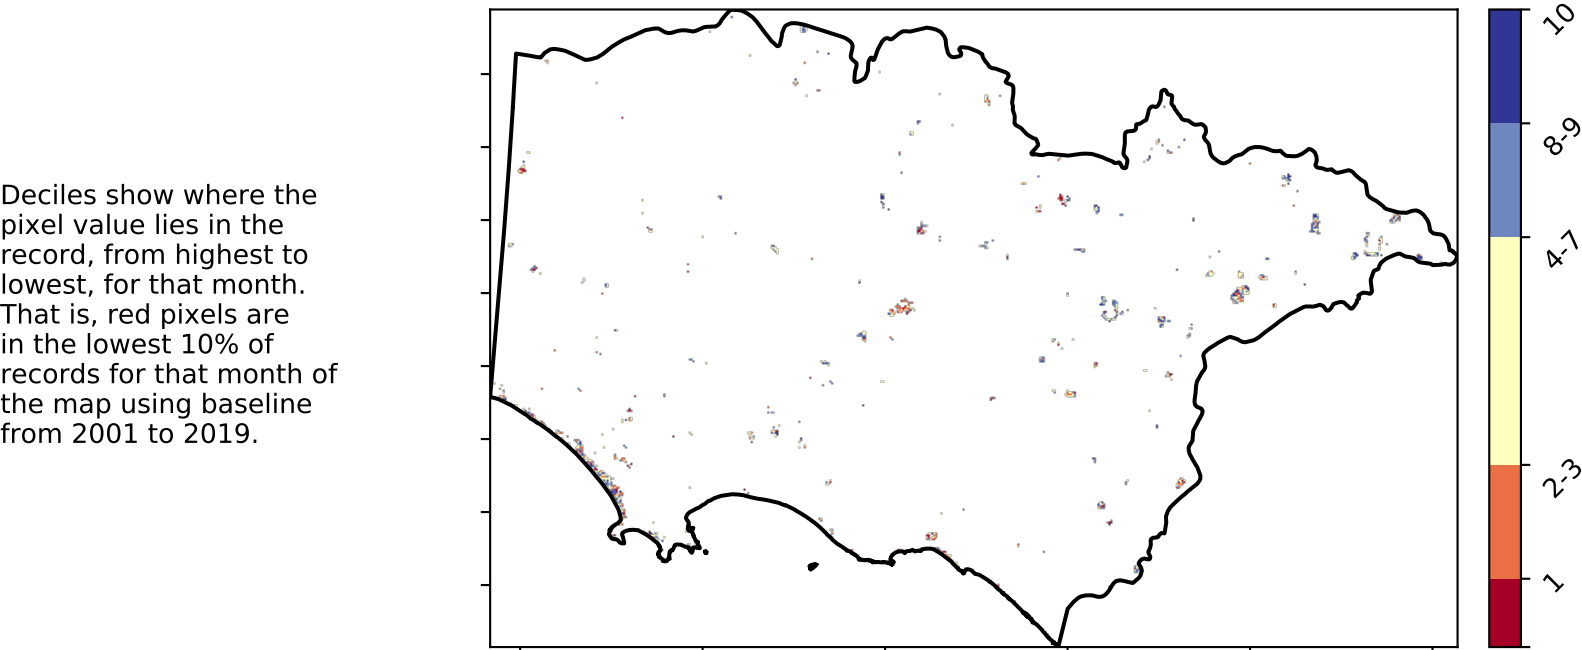 Deciles show where the
pixel value lies in the
record, from highest to
lowest, for that month.
That is, red pixels are
in the lowest 10% of
records for that month of
the map using baseline
from 2001 to 2019.
10
8-9
4-7
2-3
1